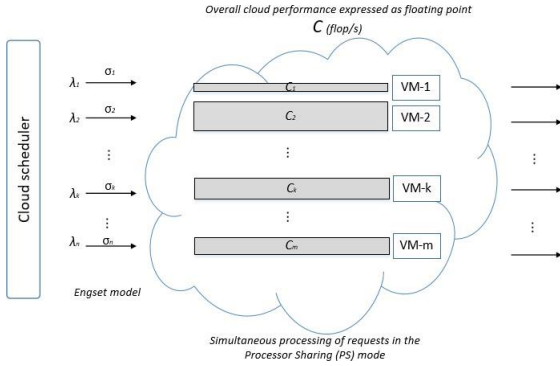 Overall cloud performance expressed as floating point
C (flop/s)
Cloud scheduler
λ₁ σ₁ C₁ VM-1
λ₂ σ₂ C₂ VM-2
⋮ ⋮ ⋮
λₖ σₖ Cₖ VM-k
⋮ ⋮ ⋮
λₙ σₙ Cₘ VM-m
Engset model
Simultaneous processing of requests in the
Processor Sharing (PS) mode